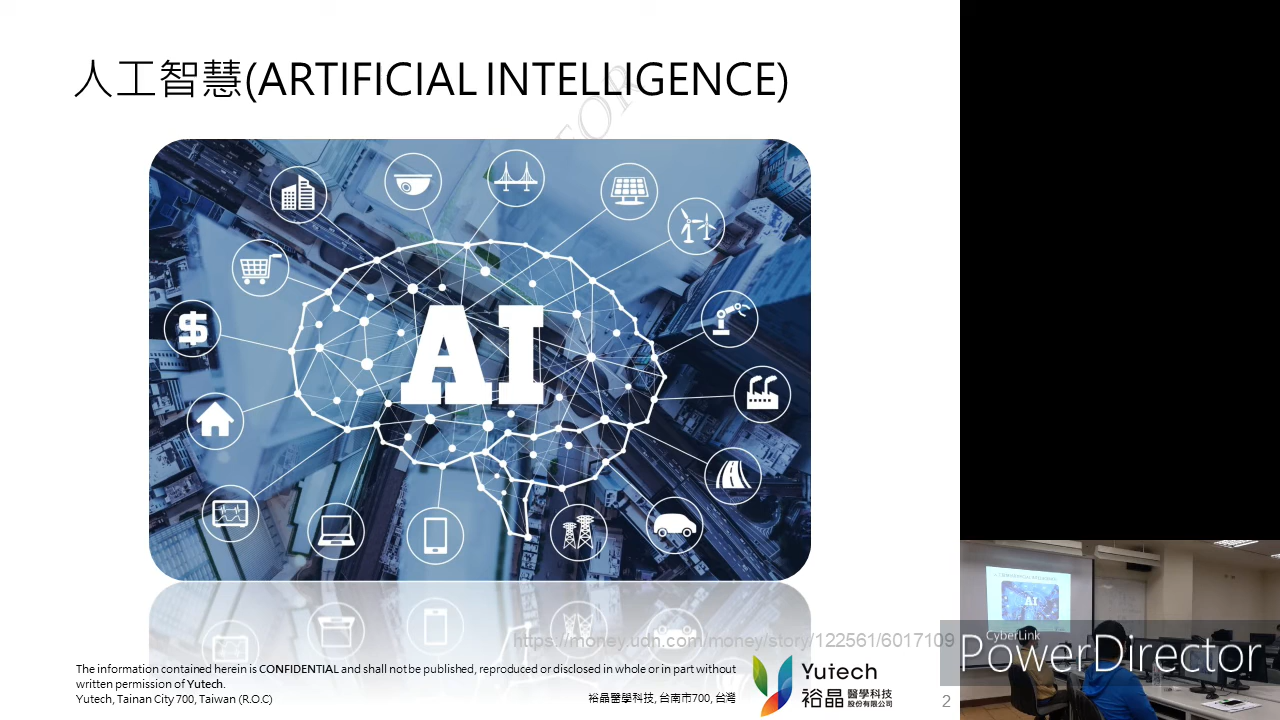 人工智慧(ARTIFICIAL INTELLIGENCE)
AI
$
https://money.udn.com/money/story/122561/6017109
The information contained herein is CONFIDENTIAL and shall not be published, reproduced or disclosed in whole or in part without
written permission of Yutech.
Yutech, Tainan City 700, Taiwan (R.O.C)
裕晶醫學科技, 台南市700, 台灣
Yutech
裕晶 醫學科技
股份有限公司
2
AI
CyberLink
PowerDirector